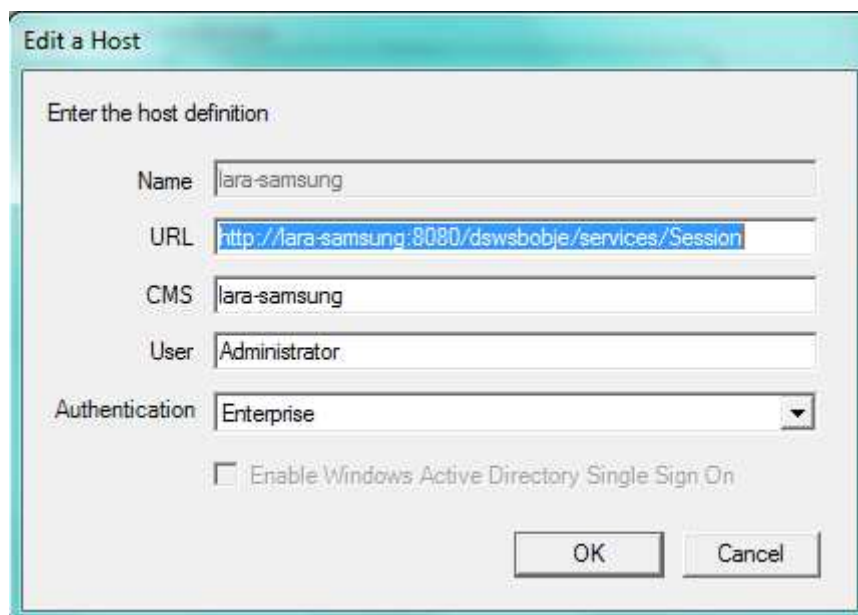 Edit a Host
Enter the host definition
Name lara-samsung
URL http://lara-samsung:8080/dswsbobje/services/Session
CMS lara-samsung
User Administrator
Authentication Enterprise
Enable Windows Active Directory Single Sign On
OK Cancel